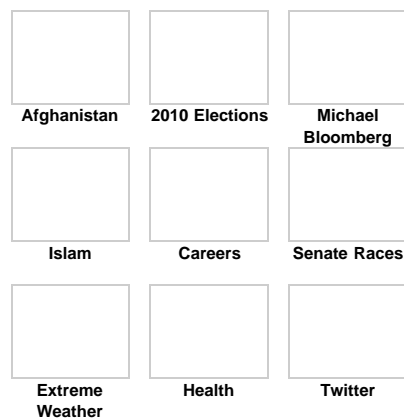 Afghanistan
2010 Elections
Michael
Bloomberg
Islam
Careers
Senate Races
Extreme
Weather
Health
Twitter